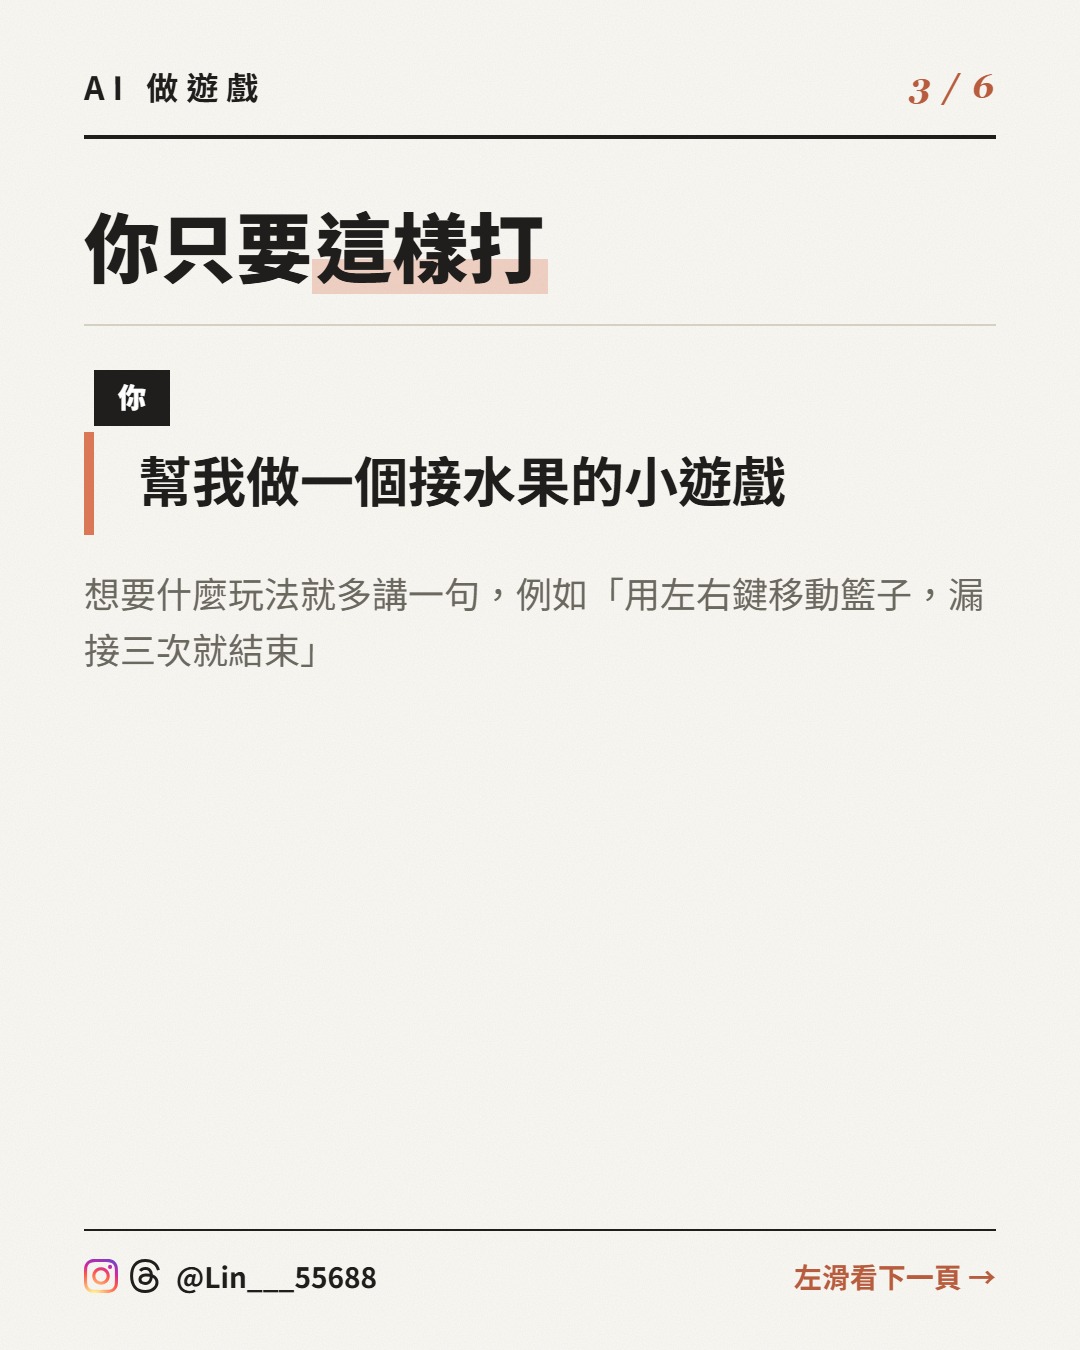 AI 做遊戲
3 / 6
你只要這樣打
你
幫我做一個接水果的小遊戲
想要什麼玩法就多講一句，例如「用左右鍵移動籃子，漏
接三次就結束」
@Lin___55688
左滑看下一頁 →